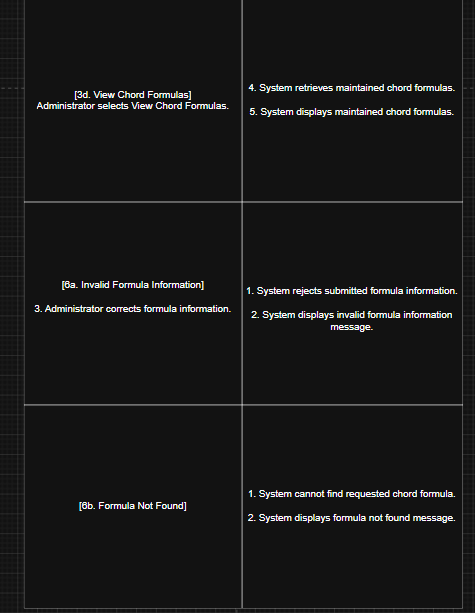 [3d. View Chord Formulas]
Administrator selects View Chord Formulas.
4. System retrieves maintained chord formulas.
5. System displays maintained chord formulas.
[6a. Invalid Formula Information]
3. Administrator corrects formula information.
1. System rejects submitted formula information.
2. System displays invalid formula information
message.
[6b. Formula Not Found]
1. System cannot find requested chord formula.
2. System displays formula not found message.